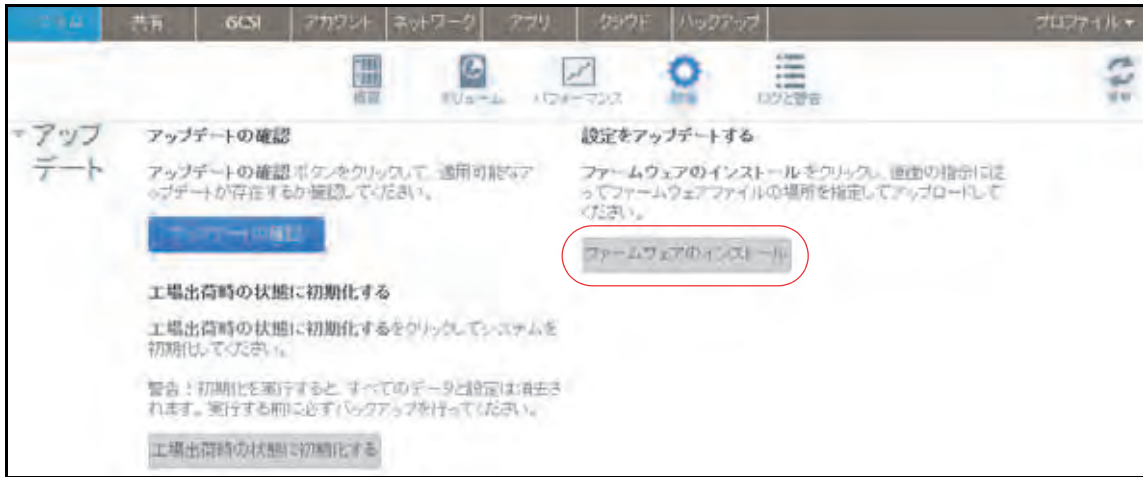 システム 共有 iSCSI アカウント ネットワーク アプリ クラウド バックアップ プロファイル
概要 ボリューム パフォーマンス 設定 ログと警告 更新
アップ
デート
アップデートの確認
アップデートの確認 ボタンをクリックして、適用可能なア
ップデートが存在するか確認してください。
アップデートの確認
工場出荷時の状態に初期化する
工場出荷時の状態に初期化するをクリックしてシステムを
初期化してください。
警告：初期化を実行すると、すべてのデータと設定は消去さ
れます。実行する前に必ずバックアップを行ってください。
工場出荷時の状態に初期化する
設定をアップデートする
ファームウェアのインストール をクリックし、画面の指示に従
ってファームウェアファイルの場所を指定してアップロードして
ください。
ファームウェアのインストール